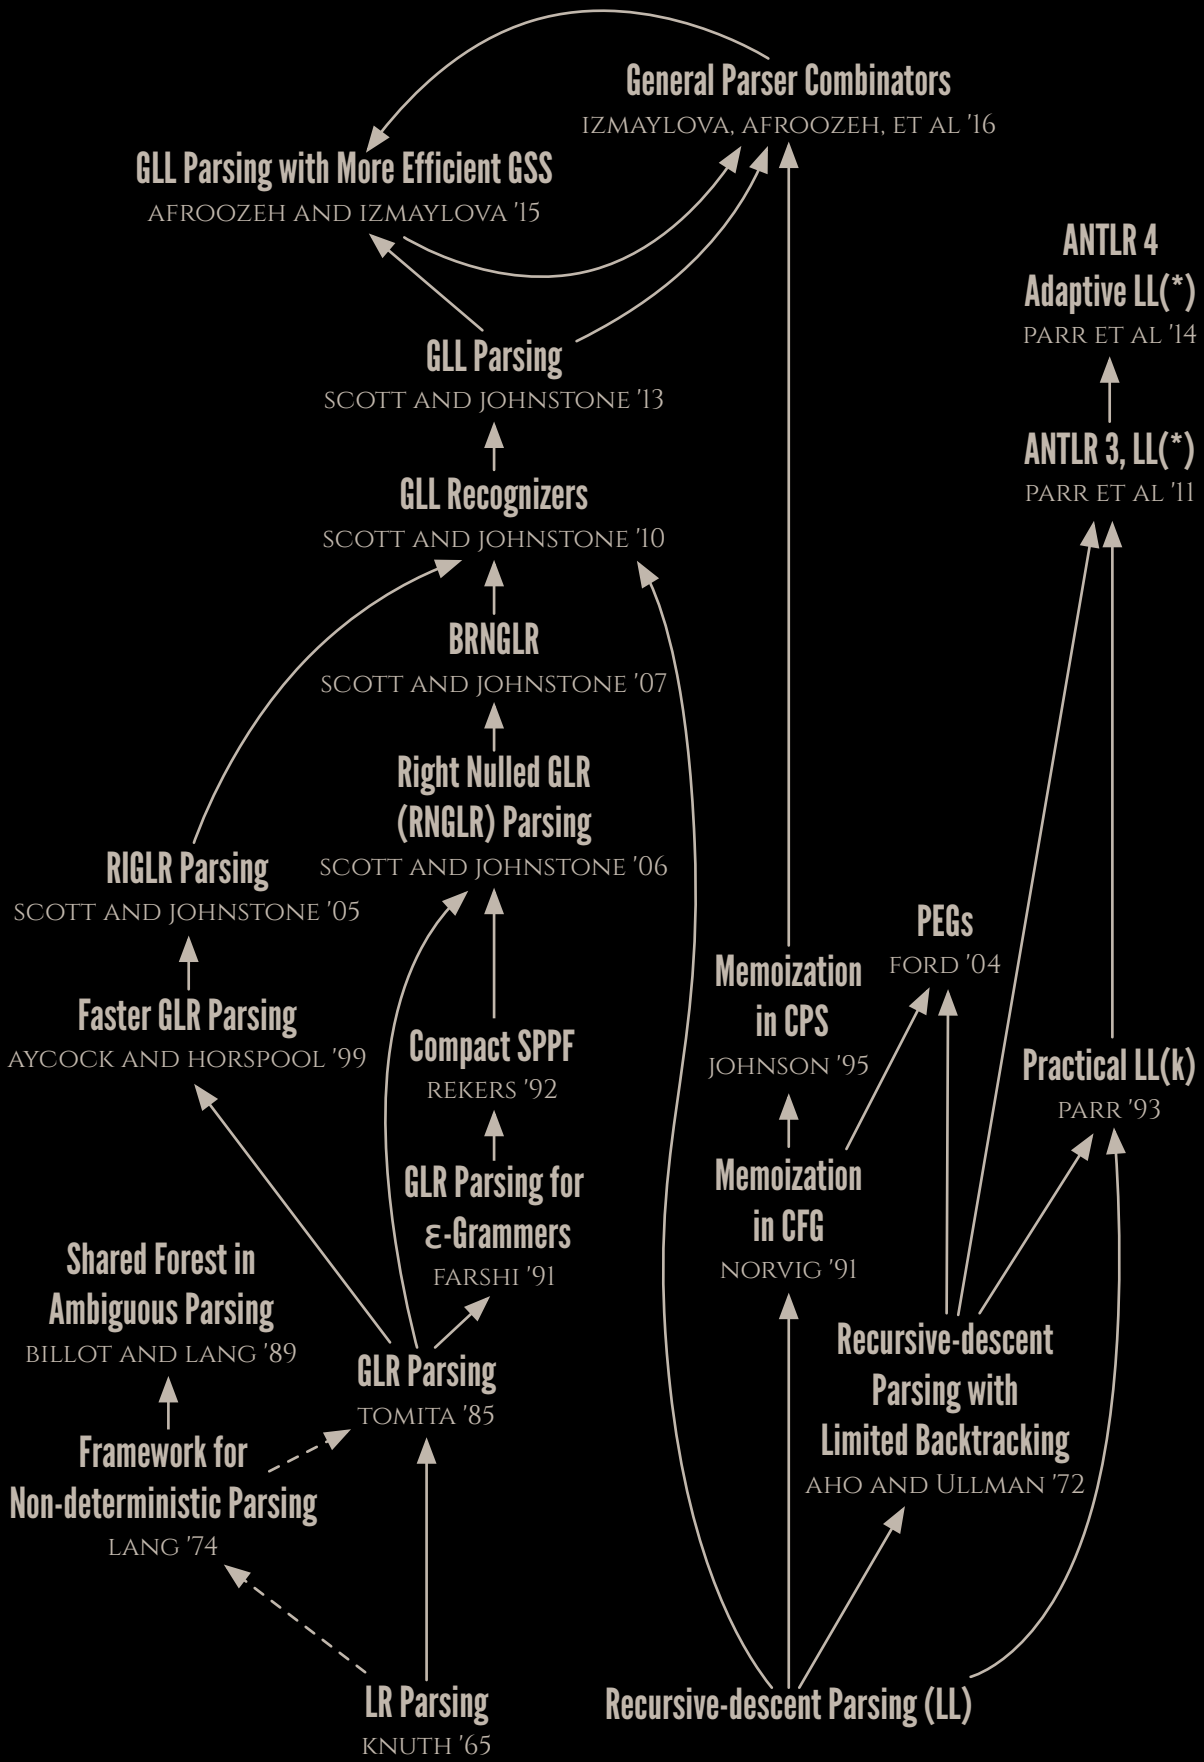 General Parser Combinators
IZMAYLOVA, AFROOZEH, ET AL '16
GLL Parsing with More Efficient GSS
AFROOZEH AND IZMAYLOVA '15
ANTLR 4
Adaptive LL(*)
PARR ET AL '14
GLL Parsing
SCOTT AND JOHNSTONE '13
ANTLR 3, LL(*)
PARR ET AL '11
GLL Recognizers
SCOTT AND JOHNSTONE '10
BRNGLR
SCOTT AND JOHNSTONE '07
Right Nulled GLR
(RNGLR) Parsing
SCOTT AND JOHNSTONE '06
RIGLR Parsing
SCOTT AND JOHNSTONE '05
PEGs
FORD '04
Memoization
in CPS
JOHNSON '95
Faster GLR Parsing
AYCOCK AND HORSPOOL '99
Compact SPPF
REKERS '92
Practical LL(k)
PARR '93
GLR Parsing for
ε-Grammers
FARSHI '91
Memoization
in CFG
NORVIG '91
Shared Forest in
Ambiguous Parsing
BILLOT AND LANG '89
GLR Parsing
TOMITA '85
Recursive-descent
Parsing with
Limited Backtracking
AHO AND ULLMAN '72
Framework for
Non-deterministic Parsing
LANG '74
LR Parsing
KNUTH '65
Recursive-descent Parsing (LL)